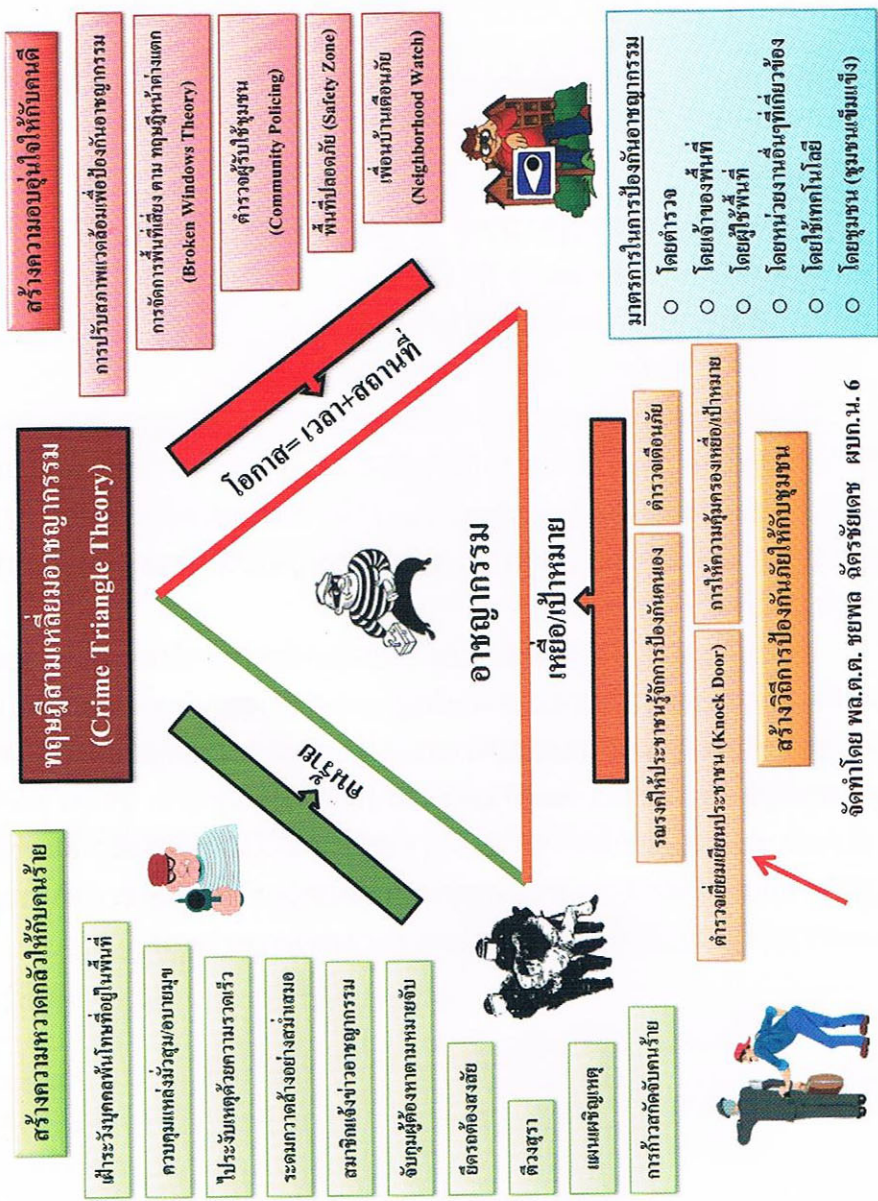 ทฤษฎีสามเหลี่ยมอาชญากรรม
(Crime Triangle Theory)
สร้างความหวาดกลัวให้กับคนร้าย
เฝ้าระวังบุคคลพ้นโทษที่อยู่ในพื้นที่
ควบคุมแหล่งมั่วสุม/อบายมุข
ไประงับเหตุด้วยความรวดเร็ว
ระดมกวาดล้างอย่างสม่ำเสมอ
สมาชิกแจ้งข่าวอาชญากรรม
จับกุมผู้ต้องหาตามหมายจับ
ยึดรถต้องสงสัย
ตีวงสุรา
แผนเผชิญเหตุ
การก้าวสกัดจับคนร้าย
คนร้าย
โอกาส= เวลา+สถานที่
อาชญากรรม
เหยื่อ/เป้าหมาย
สร้างความอบอุ่นใจให้กับคนดี
การปรับสภาพแวดล้อมเพื่อป้องกันอาชญากรรม
การจัดการพื้นที่เสี่ยง ตาม ทฤษฎีหน้าต่างแตก
(Broken Windows Theory)
ตำรวจผู้รับใช้ชุมชน
(Community Policing)
พื้นที่ปลอดภัย (Safety Zone)
เพื่อนบ้านเตือนภัย
(Neighborhood Watch)
รณรงค์ให้ประชาชนรู้จักการป้องกันตนเอง
ตำรวจเตือนภัย
ตำรวจเยี่ยมเยียนประชาชน (Knock Door)
การให้ความคุ้มครองเหยื่อ/เป้าหมาย
สร้างวิถีการป้องกันภัยให้กับชุมชน
มาตรการในการป้องกันอาชญากรรม
○ โดยตำรวจ
○ โดยเจ้าของพื้นที่
○ โดยผู้ใช้พื้นที่
○ โดยหน่วยงานอื่นๆที่เกี่ยวข้อง
○ โดยใช้เทคโนโลยี
○ โดยชุมชน (ชุมชนเข้มแข็ง)
จัดทำโดย พล.ต.ต. ชยพล ฉัตรชัยเดช ผบก.น. 6